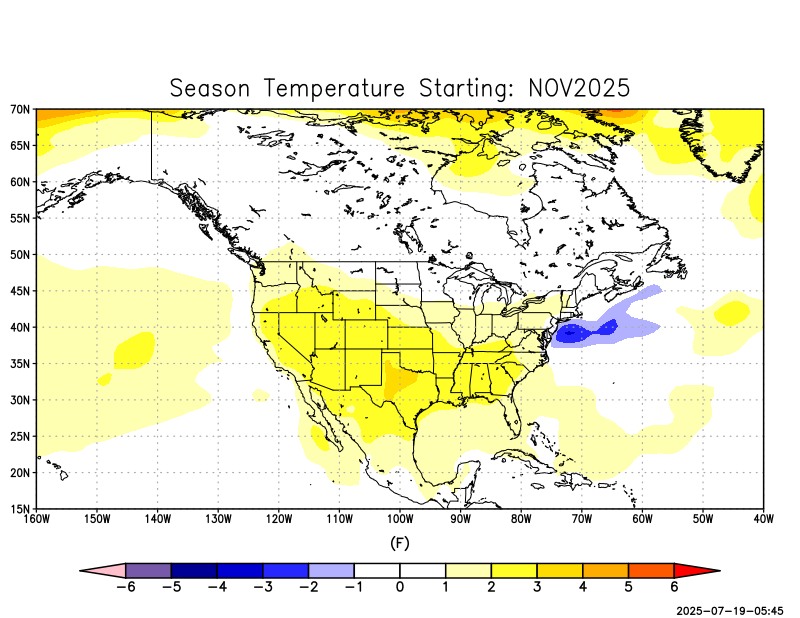 Season Temperature Starting: NOV2025
70N
65N
60N
55N
50N
45N
40N
35N
30N
25N
20N
15N
160W 150W 140W 130W 120W 110W 100W 90W 80W 70W 60W 50W 40W
(F)
−6 −5 −4 −3 −2 −1 0 1 2 3 4 5 6
2025-07-19-05:45